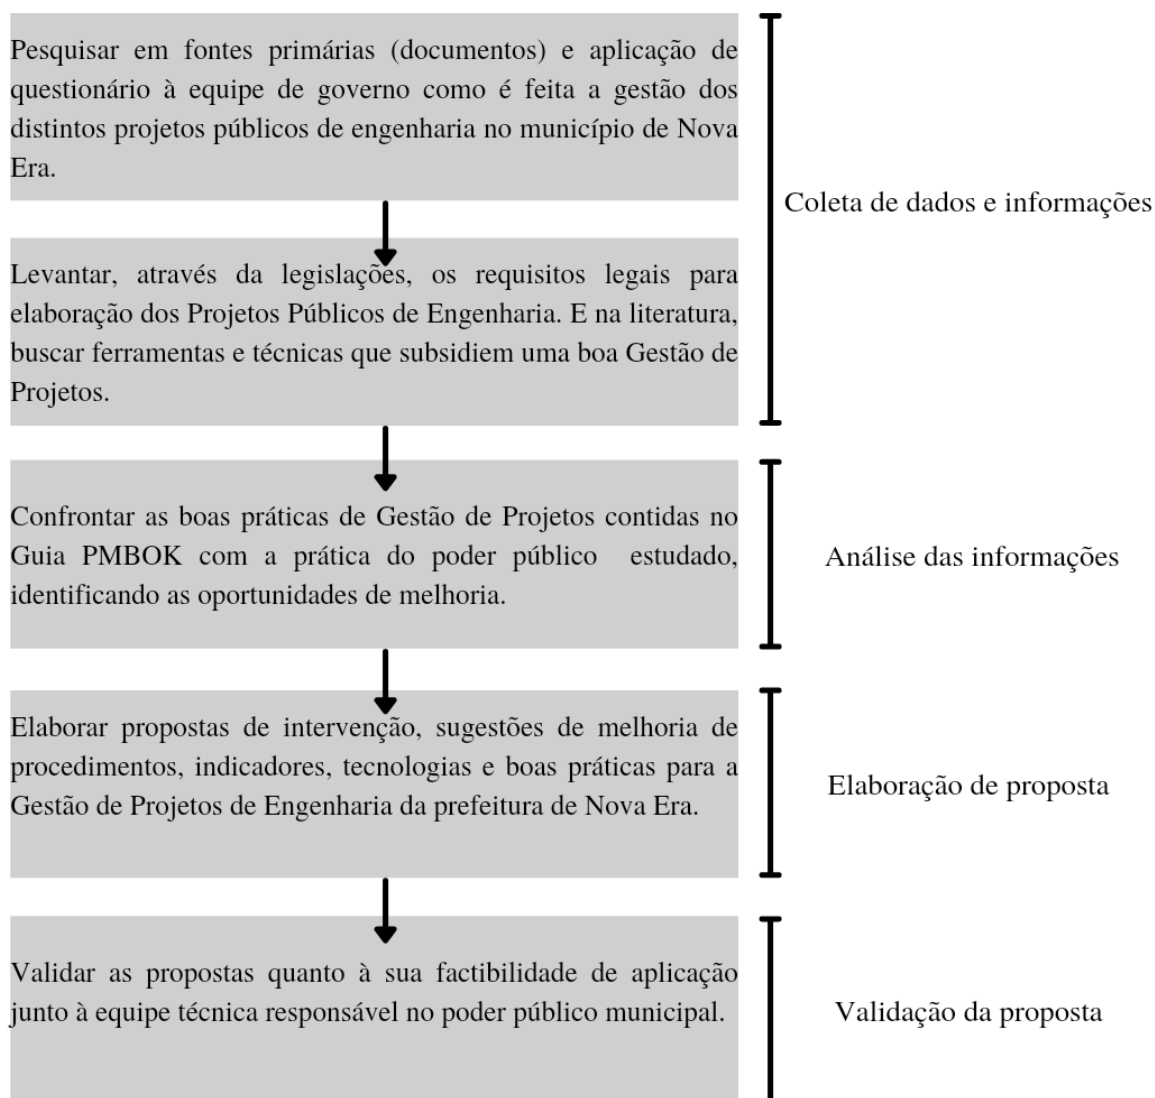 Pesquisar em fontes primárias (documentos) e aplicação de
questionário à equipe de governo como é feita a gestão dos
distintos projetos públicos de engenharia no município de Nova
Era.
Coleta de dados e informações
Levantar, através da legislações, os requisitos legais para
elaboração dos Projetos Públicos de Engenharia. E na literatura,
buscar ferramentas e técnicas que subsidiem uma boa Gestão de
Projetos.
Confrontar as boas práticas de Gestão de Projetos contidas no
Guia PMBOK com a prática do poder público estudado,
identificando as oportunidades de melhoria.
Análise das informações
Elaborar propostas de intervenção, sugestões de melhoria de
procedimentos, indicadores, tecnologias e boas práticas para a
Gestão de Projetos de Engenharia da prefeitura de Nova Era.
Elaboração de proposta
Validar as propostas quanto à sua factibilidade de aplicação
junto à equipe técnica responsável no poder público municipal.
Validação da proposta